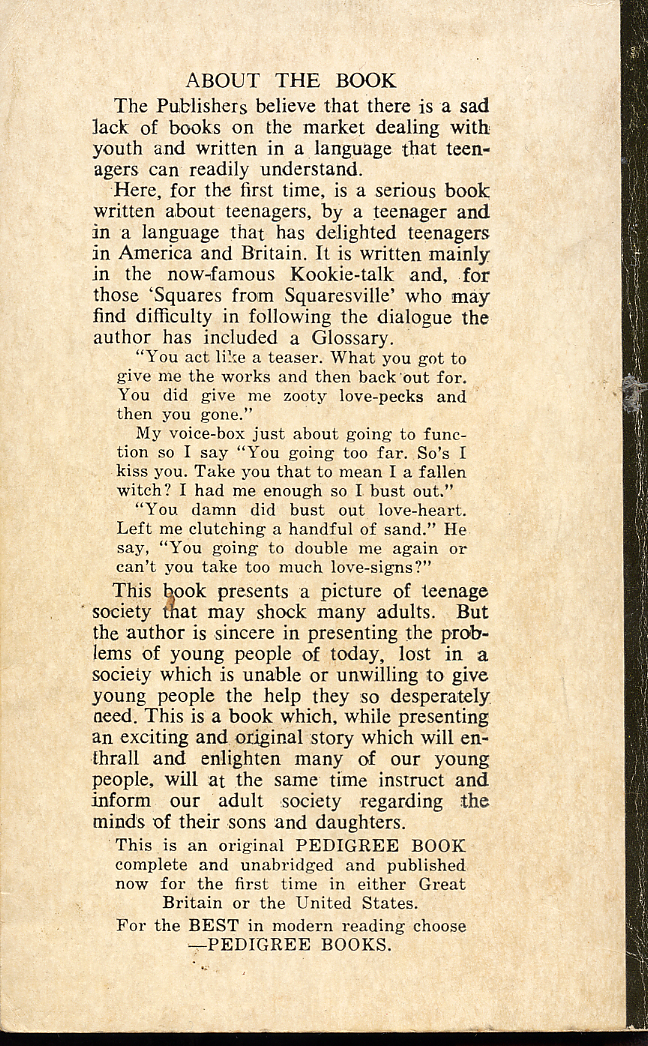 ABOUT THE BOOK
The Publishers believe that there is a sad
lack of books on the market dealing with
youth and written in a language that teen-
agers can readily understand.
Here, for the first time, is a serious book
written about teenagers, by a teenager and
in a language that has delighted teenagers
in America and Britain. It is written mainly
in the now-famous Kookie-talk and, for
those ‘Squares from Squaresville’ who may
find difficulty in following the dialogue the
author has included a Glossary.
“You act like a teaser. What you got to
give me the works and then back out for.
You did give me zooty love-pecks and
then you gone.”
My voice-box just about going to func-
tion so I say “You going too far. So's I
kiss you. Take you that to mean I a fallen
witch? I had me enough so I bust out.”
“You damn did bust out love-heart.
Left me clutching a handful of sand.” He
say, “You going to double me again or
can't you take too much love-signs?”
This book presents a picture of teenage
society that may shock many adults. But
the author is sincere in presenting the prob-
lems of young people of today, lost in a
society which is unable or unwilling to give
young people the help they so desperately
need. This is a book which, while presenting
an exciting and original story which will en-
thrall and enlighten many of our young
people, will at the same time instruct and
inform our adult society regarding the
minds of their sons and daughters.
This is an original PEDIGREE BOOK
complete and unabridged and published
now for the first time in either Great
Britain or the United States.
For the BEST in modern reading choose
—PEDIGREE BOOKS.